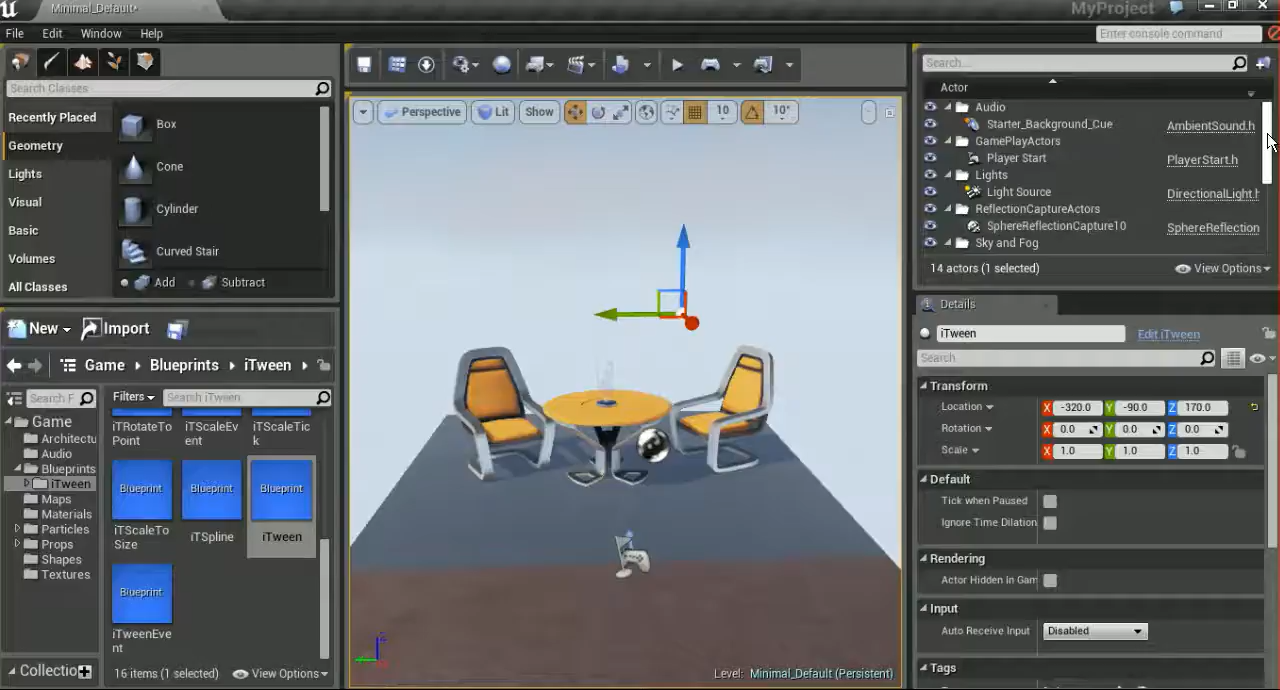 Minimal_Default*
MyProject
File Edit Window Help
Enter console command
Search Classes
Recently Placed
Geometry
Lights
Visual
Basic
Volumes
All Classes
Box
Cone
Cylinder
Curved Stair
Add Subtract
New Import
Game Blueprints iTween
Search F
Filters Search iTween
Game
Architectu
Audio
Blueprints
iTween
Maps
Materials
Particles
Props
Shapes
Textures
Collectio
iTRotateTo
Point
iTScaleEv
ent
iTScaleTic
k
Blueprint Blueprint Blueprint
iTScaleTo
Size
iTSpline
iTween
Blueprint
iTweenEve
nt
16 items (1 selected) View Options
Perspective Lit Show 10 10°
Level: Minimal_Default (Persistent)
Search...
Actor
Audio
Starter_Background_Cue AmbientSound.h
GamePlayActors
Player Start PlayerStart.h
Lights
Light Source DirectionalLight.h
ReflectionCaptureActors
SphereReflectionCapture10 SphereReflection
Sky and Fog
14 actors (1 selected) View Options
Details
iTween Edit iTween
Search
Transform
Location X -320.0 Y -90.0 Z 170.0
Rotation X 0.0 Y 0.0 Z 0.0
Scale X 1.0 Y 1.0 Z 1.0
Default
Tick when Paused
Ignore Time Dilation
Rendering
Actor Hidden In Gam
Input
Auto Receive Input Disabled
Tags